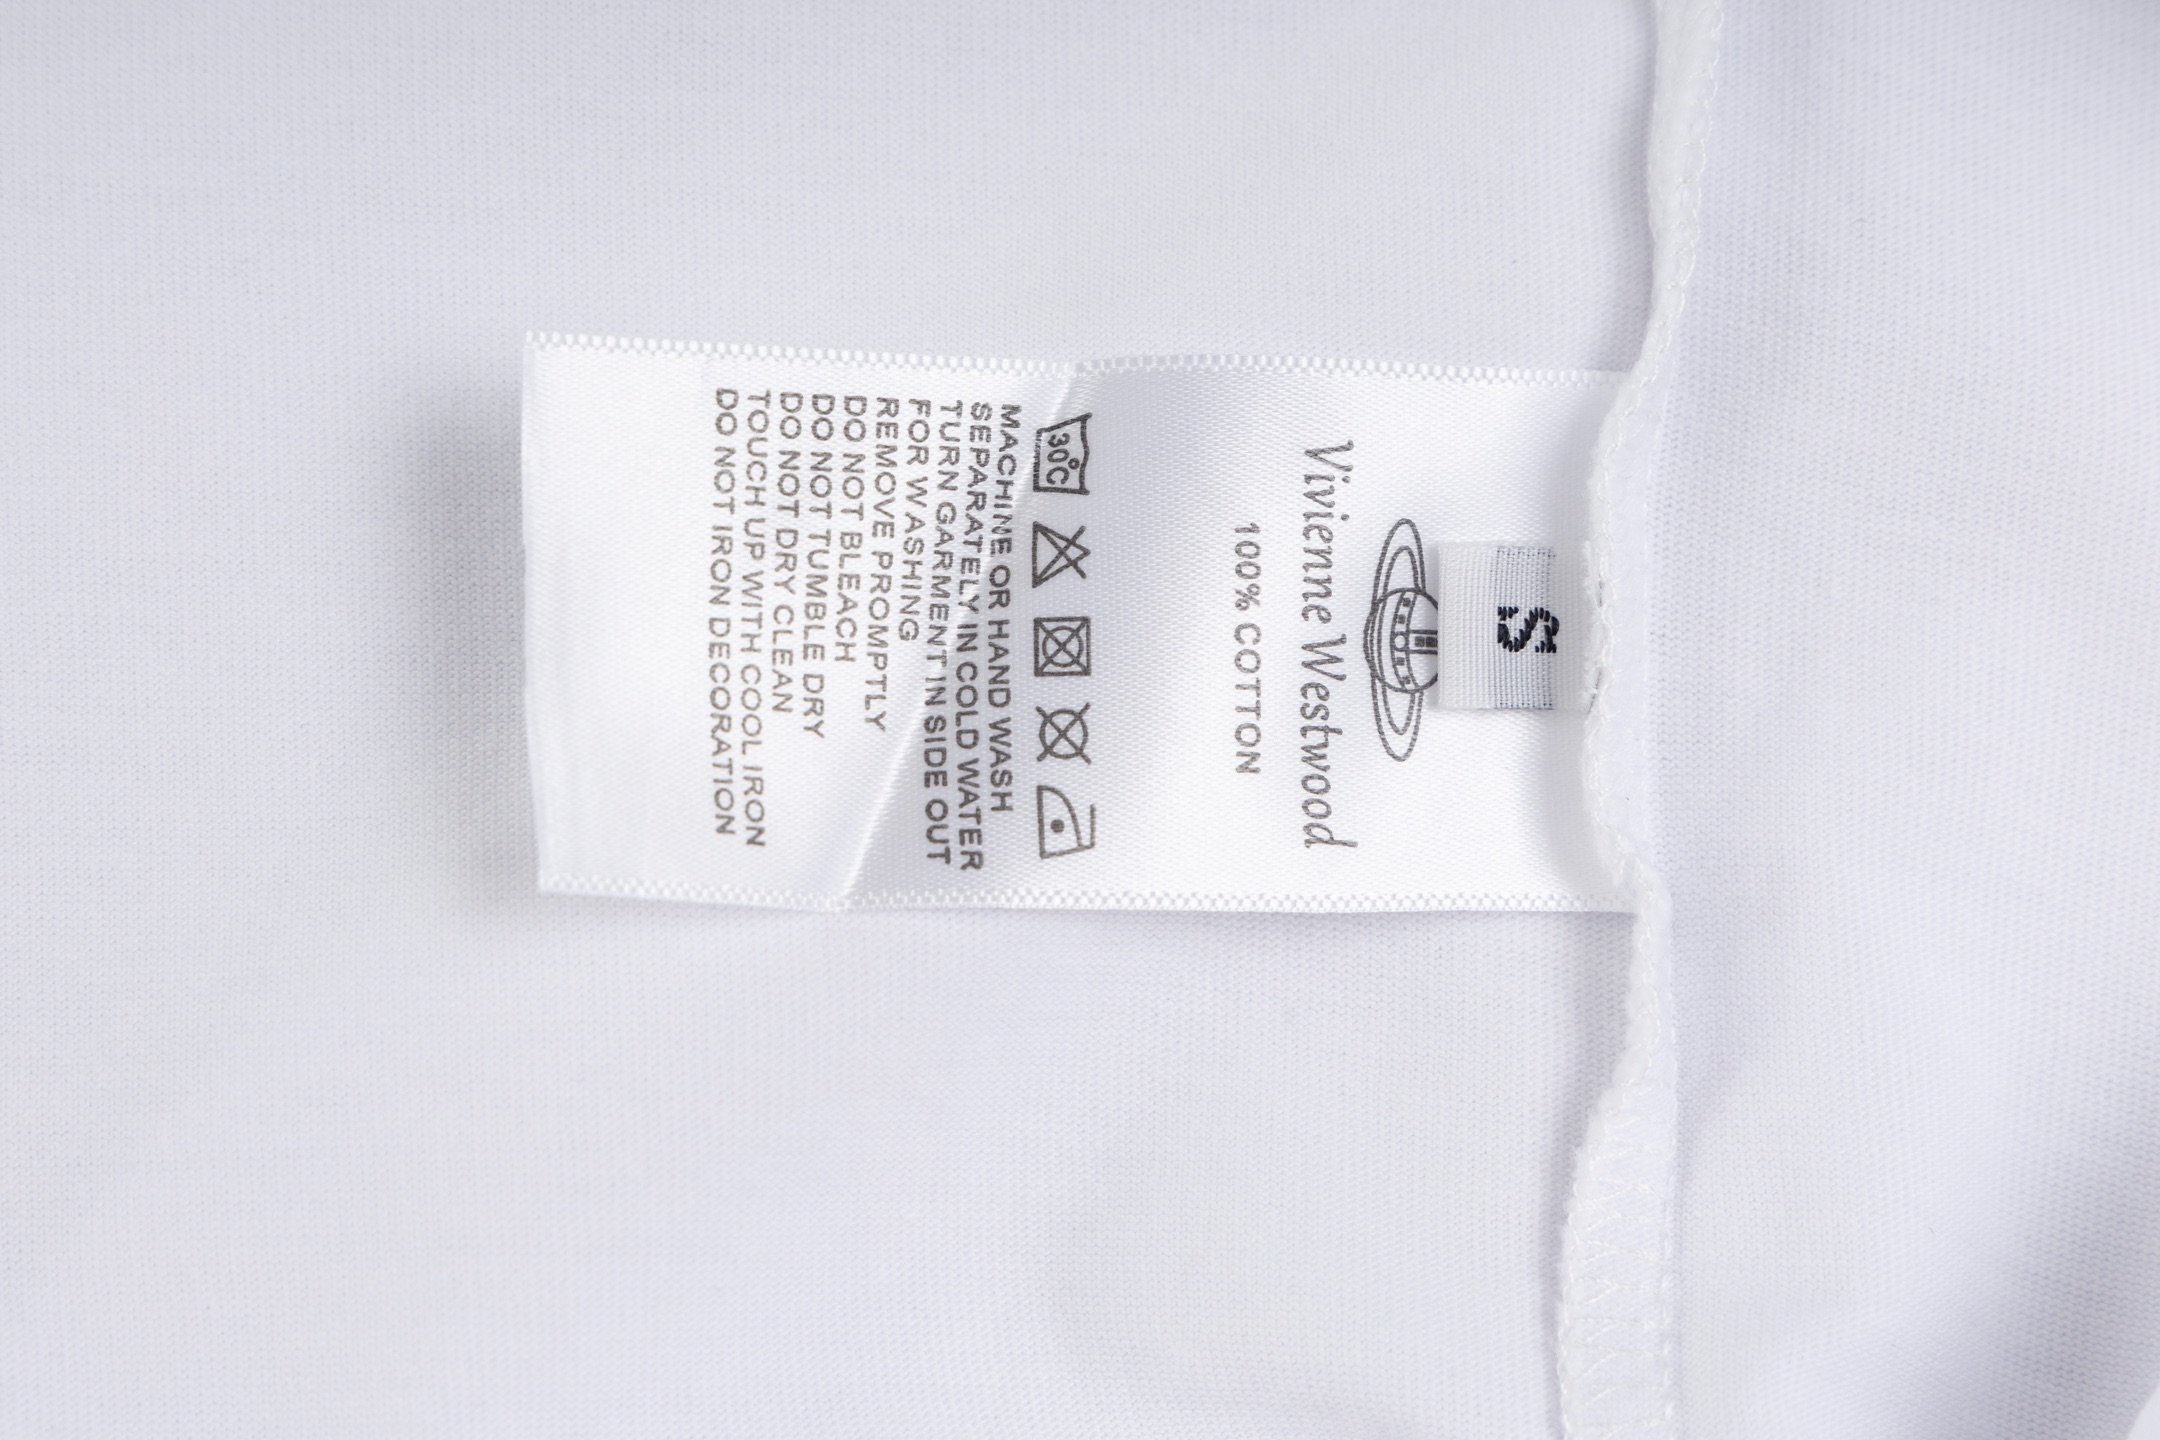 S
Vivienne Westwood
100% COTTON
30°C
MACHINE OR HAND WASH
SEPARATELY IN COLD WATER
TURN GARMENT IN SIDE OUT
FOR WASHING
REMOVE PROMPTLY
DO NOT BLEACH
DO NOT TUMBLE DRY
DO NOT DRY CLEAN
TOUCH UP WITH COOL IRON
DO NOT IRON DECORATION